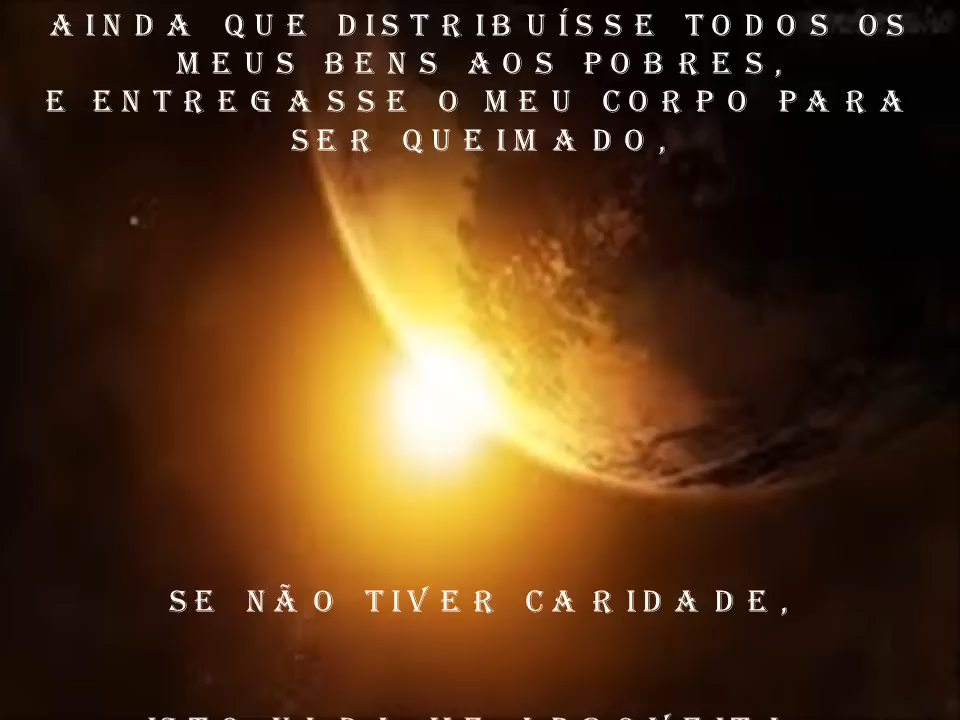 AINDA QUE DISTRIBUÍSSE TODOS OS
MEUS BENS AOS POBRES,
E ENTREGASSE O MEU CORPO PARA
SER QUEIMADO,
SE NÃO TIVER CARIDADE,